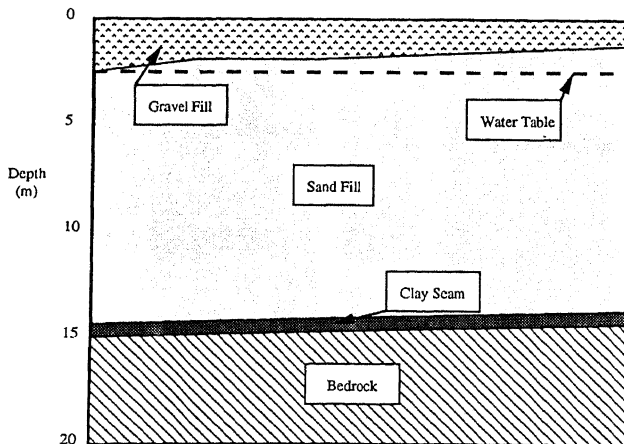 0
Gravel Fill
Water Table
5
Depth
(m)
Sand Fill
10
Clay Seam
15
Bedrock
20